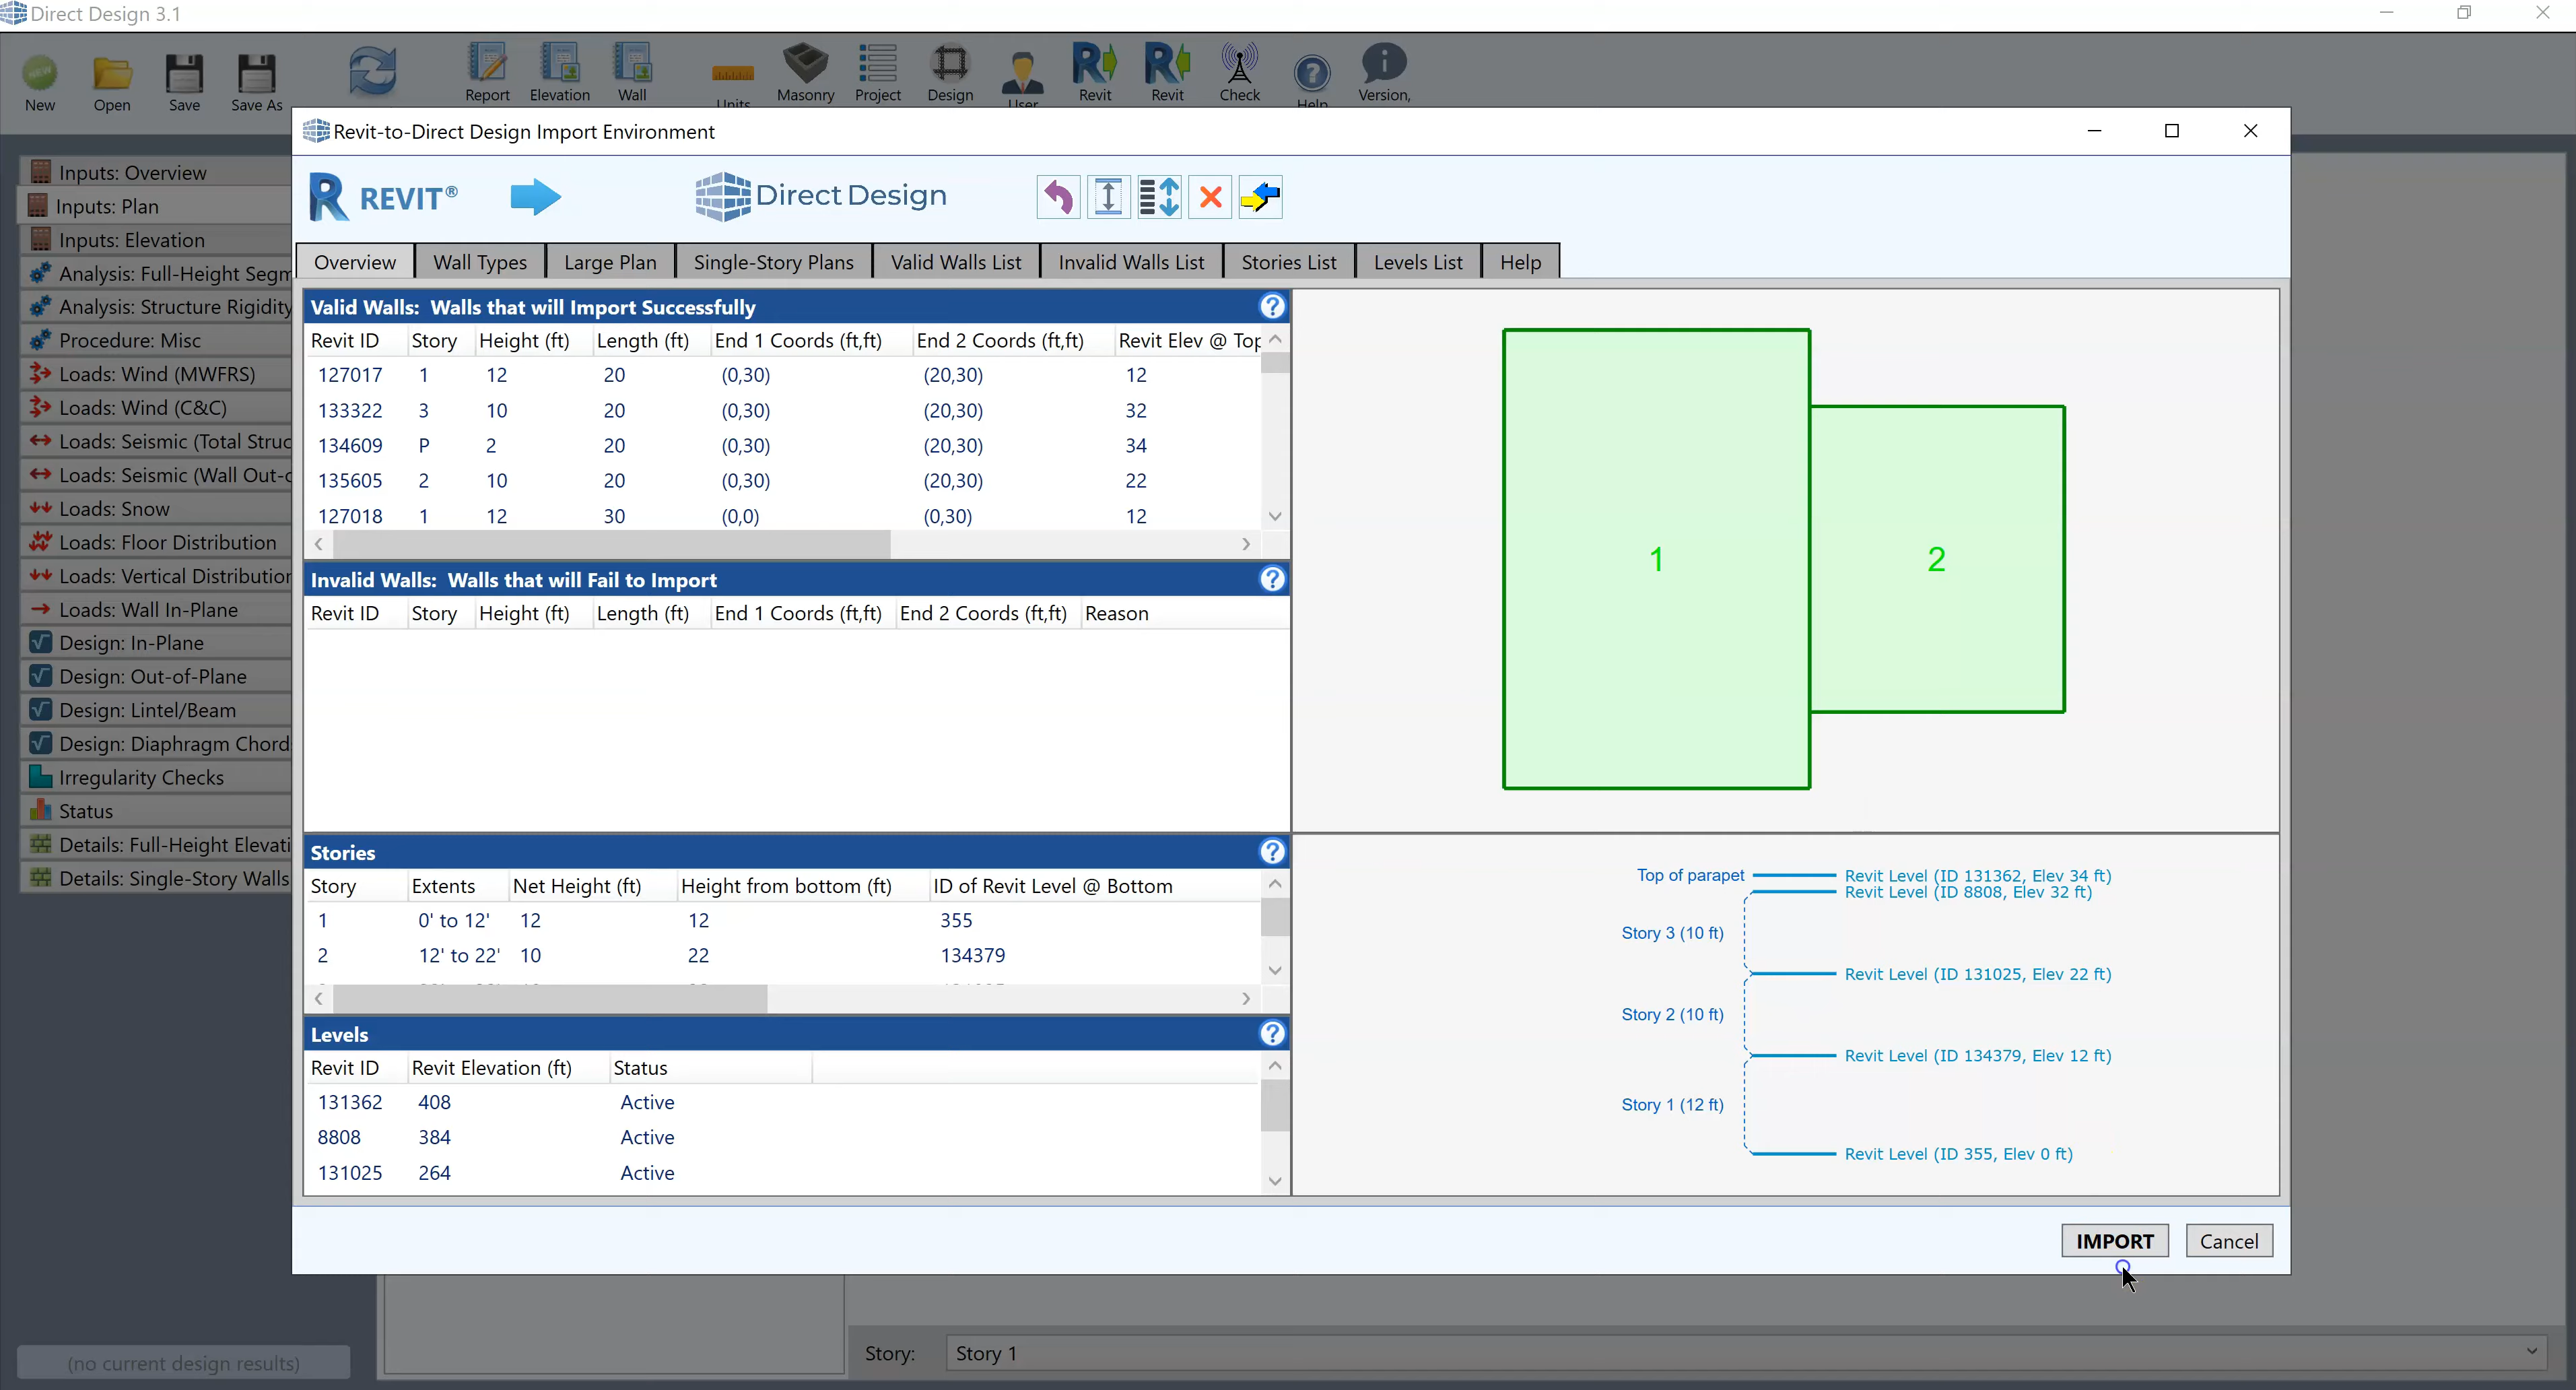 Direct Design 3.1
New Open Save Save As Report Elevation Wall Units Masonry Project Design User Revit Revit Check Help Version,
Revit-to-Direct Design Import Environment
R REVIT® Direct Design
Overview Wall Types Large Plan Single-Story Plans Valid Walls List Invalid Walls List Stories List Levels List Help
Inputs: Overview
Inputs: Plan
Inputs: Elevation
Analysis: Full-Height Segm
Analysis: Structure Rigidity
Procedure: Misc
Loads: Wind (MWFRS)
Loads: Wind (C&C)
Loads: Seismic (Total Struc
Loads: Seismic (Wall Out-o
Loads: Snow
Loads: Floor Distribution
Loads: Vertical Distribution
Loads: Wall In-Plane
Design: In-Plane
Design: Out-of-Plane
Design: Lintel/Beam
Design: Diaphragm Chord
Irregularity Checks
Status
Details: Full-Height Elevati
Details: Single-Story Walls
(no current design results)
Valid Walls: Walls that will Import Successfully ?
Revit ID Story Height (ft) Length (ft) End 1 Coords (ft,ft) End 2 Coords (ft,ft) Revit Elev @ Top
127017 1 12 20 (0,30) (20,30) 12
133322 3 10 20 (0,30) (20,30) 32
134609 P 2 20 (0,30) (20,30) 34
135605 2 10 20 (0,30) (20,30) 22
127018 1 12 30 (0,0) (0,30) 12
Invalid Walls: Walls that will Fail to Import ?
Revit ID Story Height (ft) Length (ft) End 1 Coords (ft,ft) End 2 Coords (ft,ft) Reason
Stories ?
Story Extents Net Height (ft) Height from bottom (ft) ID of Revit Level @ Bottom
1 0' to 12' 12 12 355
2 12' to 22' 10 22 134379
Levels ?
Revit ID Revit Elevation (ft) Status
131362 408 Active
8808 384 Active
131025 264 Active
1 2
Top of parapet Revit Level (ID 131362, Elev 34 ft)
Revit Level (ID 8808, Elev 32 ft)
Story 3 (10 ft)
Revit Level (ID 131025, Elev 22 ft)
Story 2 (10 ft)
Revit Level (ID 134379, Elev 12 ft)
Story 1 (12 ft)
Revit Level (ID 355, Elev 0 ft)
IMPORT Cancel
Story: Story 1